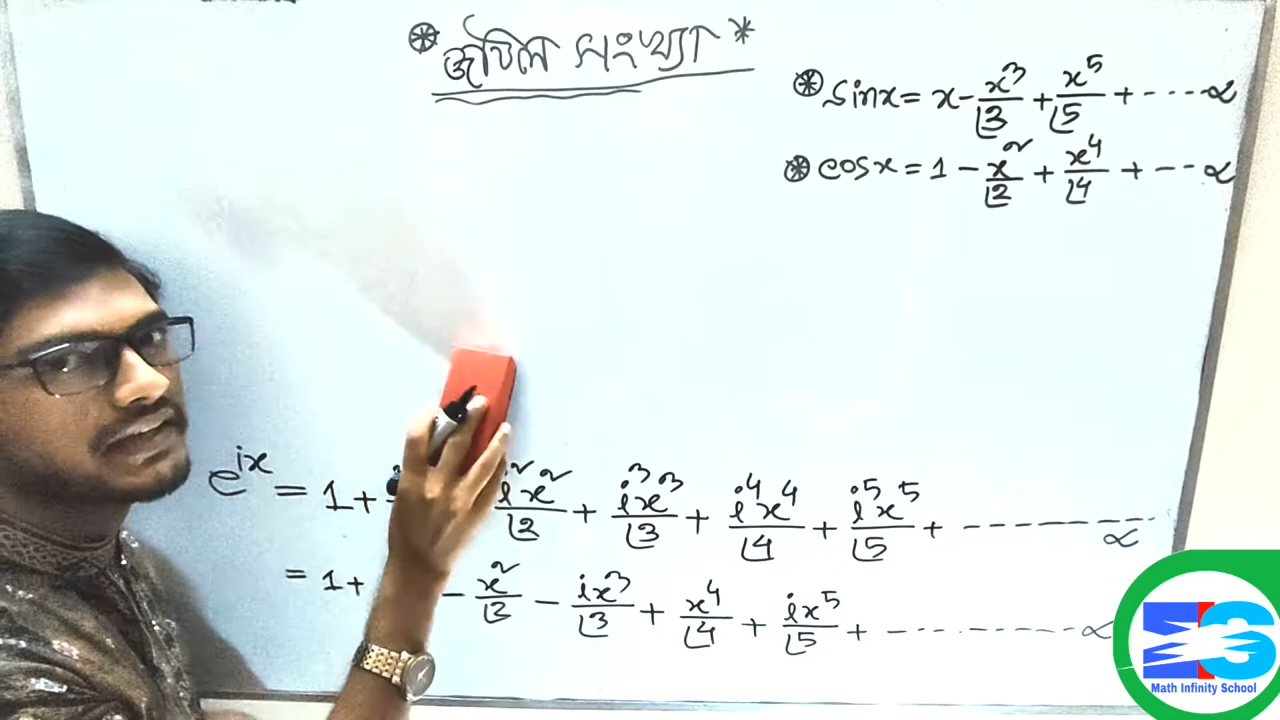 ⊛ জটিল সংখ্যা *
⊛ sinx = x - x³/⌊3 + x⁵/⌊5 + ---- ∝
⊛ cosx = 1 - x²/⌊2 + x⁴/⌊4 + --- ∝
e^ix = 1 + i²x²/⌊2 + i³x³/⌊3 + i⁴x⁴/⌊4 + i⁵x⁵/⌊5 + -------- ∝
= 1 + - x²/⌊2 - ix³/⌊3 + x⁴/⌊4 + ix⁵/⌊5 + -------- ∝
Math Infinity School